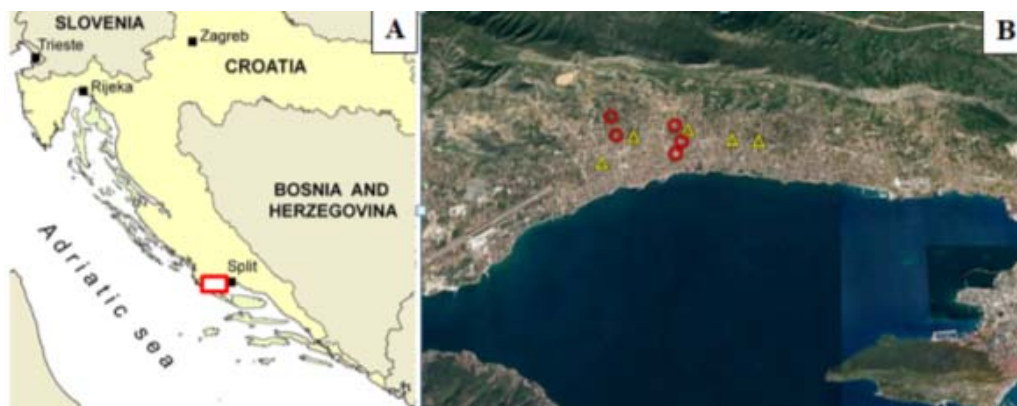 SLOVENIA
A
B
Trieste
Zagreb
CROATIA
Rijeka
BOSNIA AND
HERZEGOVINA
Split
Adriatic sea